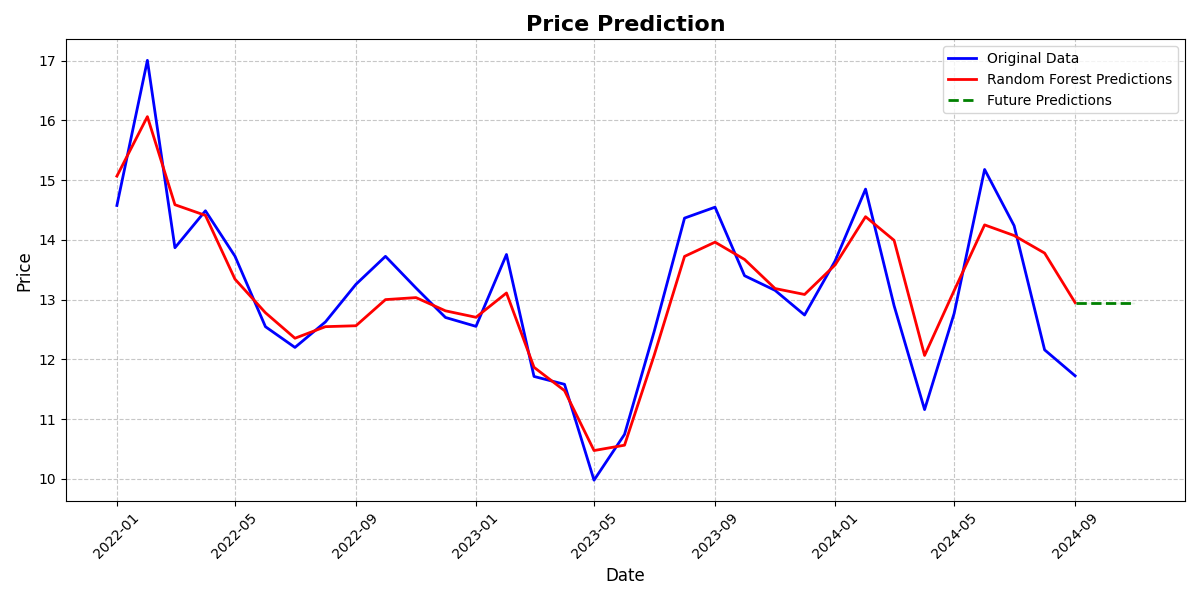 Price Prediction
Original Data
Random Forest Predictions
Future Predictions
Price
17
16
15
14
13
12
11
10
2022-01
2022-05
2022-09
2023-01
2023-05
2023-09
2024-01
2024-05
2024-09
Date